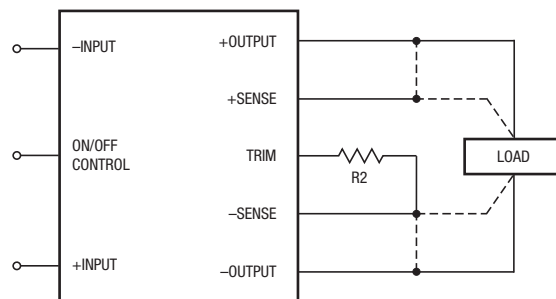 –INPUT
+OUTPUT
+SENSE
ON/OFF
CONTROL
TRIM
R2
LOAD
–SENSE
+INPUT
–OUTPUT